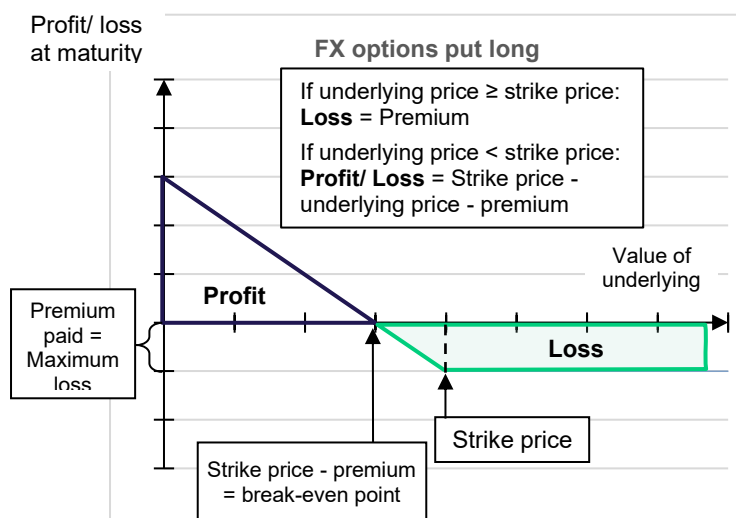 Profit/ loss
at maturity
FX options put long
If underlying price ≥ strike price:
Loss = Premium
If underlying price < strike price:
Profit/ Loss = Strike price -
underlying price - premium
Value of
underlying
Profit
Premium
paid =
Maximum
loss
Loss
Strike price
Strike price - premium
= break-even point